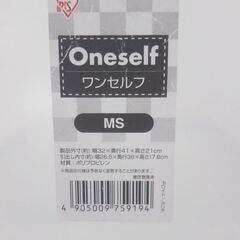 IRIS
Oneself
ワンセルフ
MS
製品外寸(約):幅32×奥行41×高さ21cm
引出し内寸(約):幅26.5×奥行36×高さ17.0cm
材質:ポリプロピレン
4 905009 759194